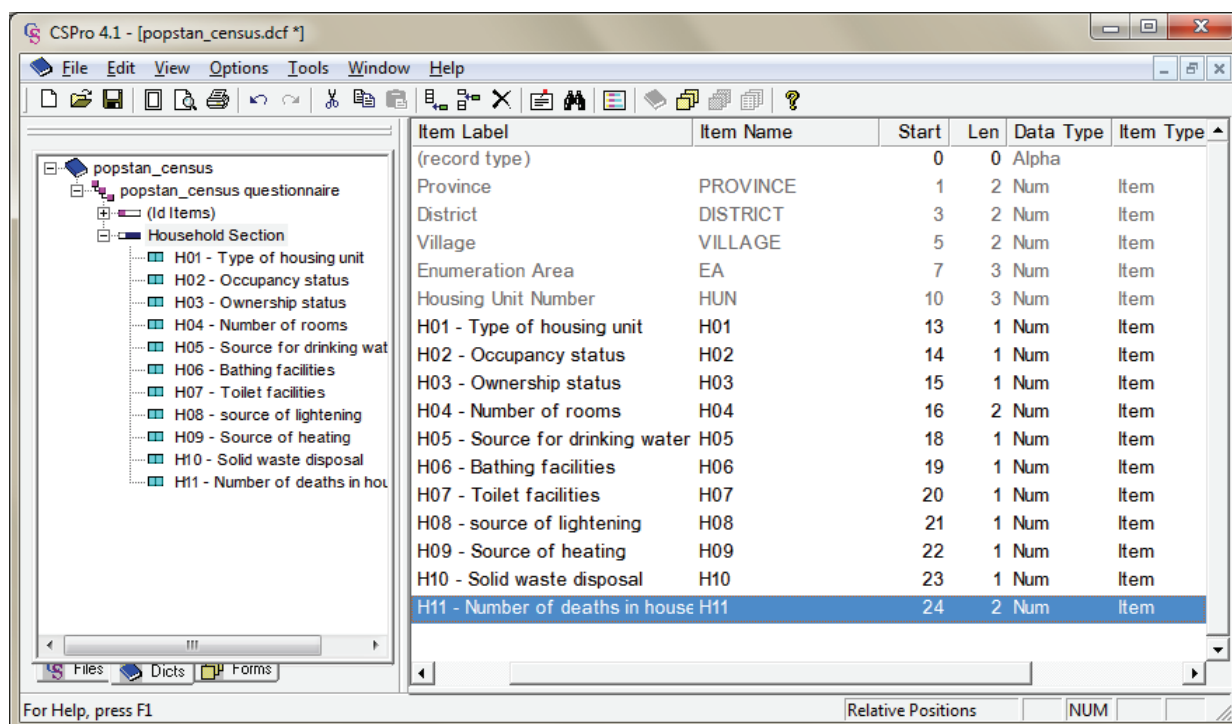 CSPro 4.1 - [popstan_census.dcf *]
File Edit View Options Tools Window Help
popstan_census
popstan_census questionnaire
(Id Items)
Household Section
H01 - Type of housing unit
H02 - Occupancy status
H03 - Ownership status
H04 - Number of rooms
H05 - Source for drinking wat
H06 - Bathing facilities
H07 - Toilet facilities
H08 - source of lightening
H09 - Source of heating
H10 - Solid waste disposal
H11 - Number of deaths in hou
Files Dicts Forms
Item Label Item Name Start Len Data Type Item Type
(record type) 0 0 Alpha
Province PROVINCE 1 2 Num Item
District DISTRICT 3 2 Num Item
Village VILLAGE 5 2 Num Item
Enumeration Area EA 7 3 Num Item
Housing Unit Number HUN 10 3 Num Item
H01 - Type of housing unit H01 13 1 Num Item
H02 - Occupancy status H02 14 1 Num Item
H03 - Ownership status H03 15 1 Num Item
H04 - Number of rooms H04 16 2 Num Item
H05 - Source for drinking water H05 18 1 Num Item
H06 - Bathing facilities H06 19 1 Num Item
H07 - Toilet facilities H07 20 1 Num Item
H08 - source of lightening H08 21 1 Num Item
H09 - Source of heating H09 22 1 Num Item
H10 - Solid waste disposal H10 23 1 Num Item
H11 - Number of deaths in house H11 24 2 Num Item
For Help, press F1 Relative Positions NUM